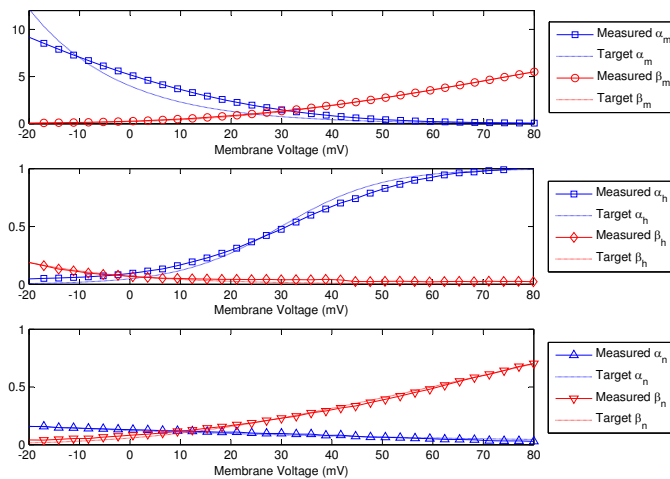 10
5
0
-20 -10 0 10 20 30 40 50 60 70 80
Membrane Voltage (mV)
Measured α_m
Target α_m
Measured β_m
Target β_m
1
0.5
0
-20 -10 0 10 20 30 40 50 60 70 80
Membrane Voltage (mV)
Measured α_h
Target α_h
Measured β_h
Target β_h
1
0.5
0
-20 -10 0 10 20 30 40 50 60 70 80
Membrane Voltage (mV)
Measured α_n
Target α_n
Measured β_n
Target β_n